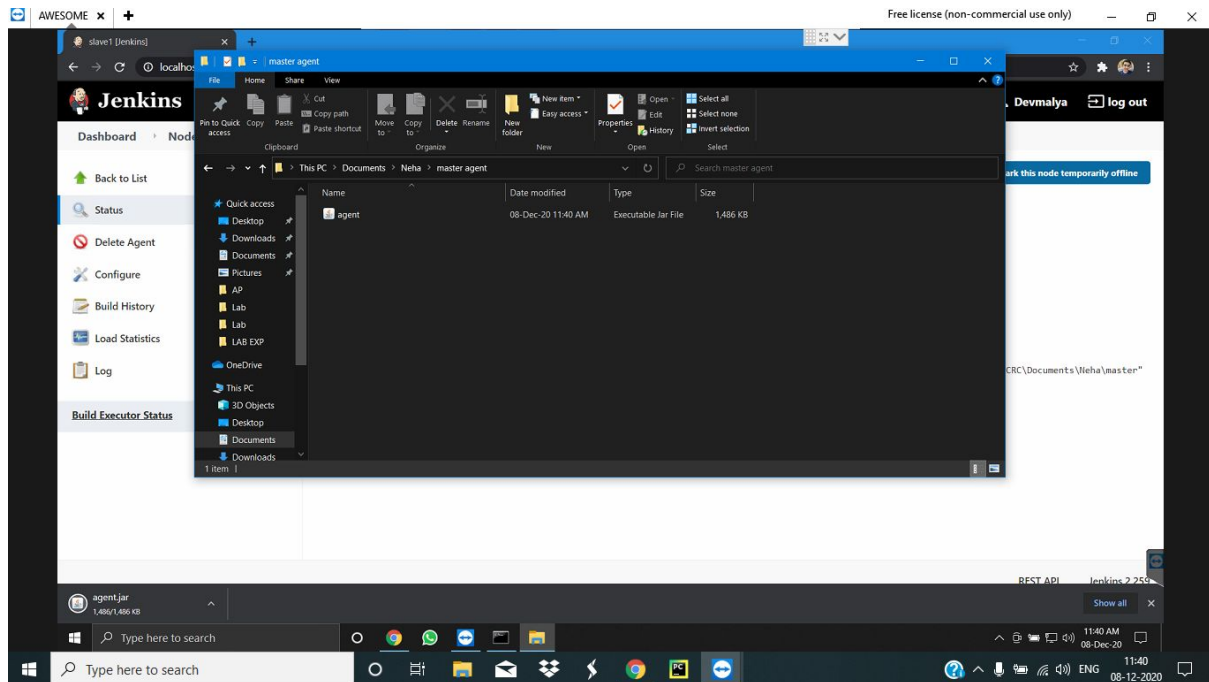 AWESOME
Free license (non-commercial use only)
slave1 [Jenkins]
localho
master agent
File Home Share View
Pin to Quick access
Copy
Paste
Cut
Copy path
Paste shortcut
Move to
Copy to
Delete
Rename
New folder
New item
Easy access
Properties
Open
Edit
History
Select all
Select none
Invert selection
Clipboard Organize New Open Select
This PC > Documents > Neha > master agent
Search master agent
Name Date modified Type Size
agent 08-Dec-20 11:40 AM Executable Jar File 1,486 KB
Quick access
Desktop
Downloads
Documents
Pictures
AP
Lab
Lab
LAB EXP
OneDrive
This PC
3D Objects
Desktop
Documents
Downloads
1 item
Jenkins
Devmalya log out
Dashboard Node
ark this node temporarily offline
Back to List
Status
Delete Agent
Configure
Build History
Load Statistics
Log
CRC\Documents\Neha\master"
Build Executor Status
REST API Jenkins 2.259
agent.jar
1,486/1,486 KB
Show all
Type here to search
11:40 AM
08-Dec-20
Type here to search
ENG
11:40
08-12-2020